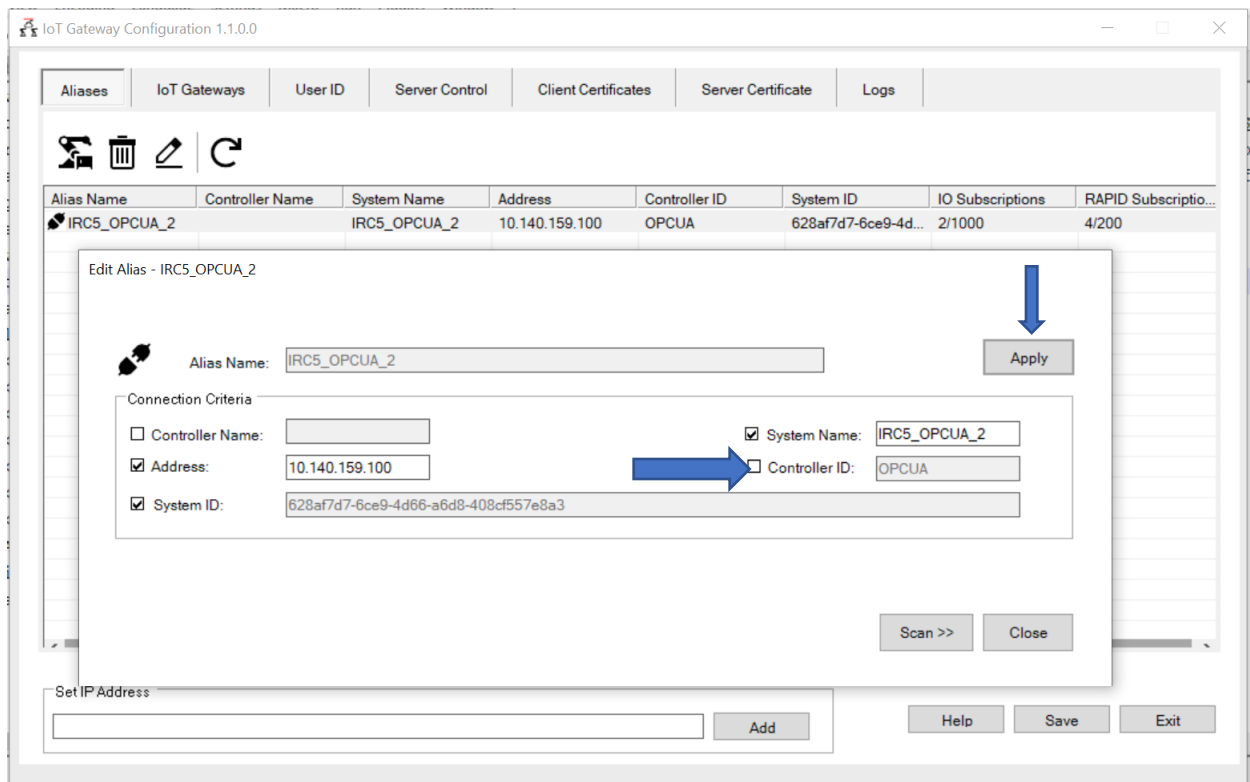 IoT Gateway Configuration 1.1.0.0
Aliases IoT Gateways User ID Server Control Client Certificates Server Certificate Logs
Alias Name Controller Name System Name Address Controller ID System ID IO Subscriptions RAPID Subscriptio...
IRC5_OPCUA_2 IRC5_OPCUA_2 10.140.159.100 OPCUA 628af7d7-6ce9-4d... 2/1000 4/200
Edit Alias - IRC5_OPCUA_2
Alias Name: IRC5_OPCUA_2 Apply
Connection Criteria
Controller Name: System Name: IRC5_OPCUA_2
Address: 10.140.159.100 Controller ID: OPCUA
System ID: 628af7d7-6ce9-4d66-a6d8-408cf557e8a3
Scan >> Close
Set IP Address
Add Help Save Exit